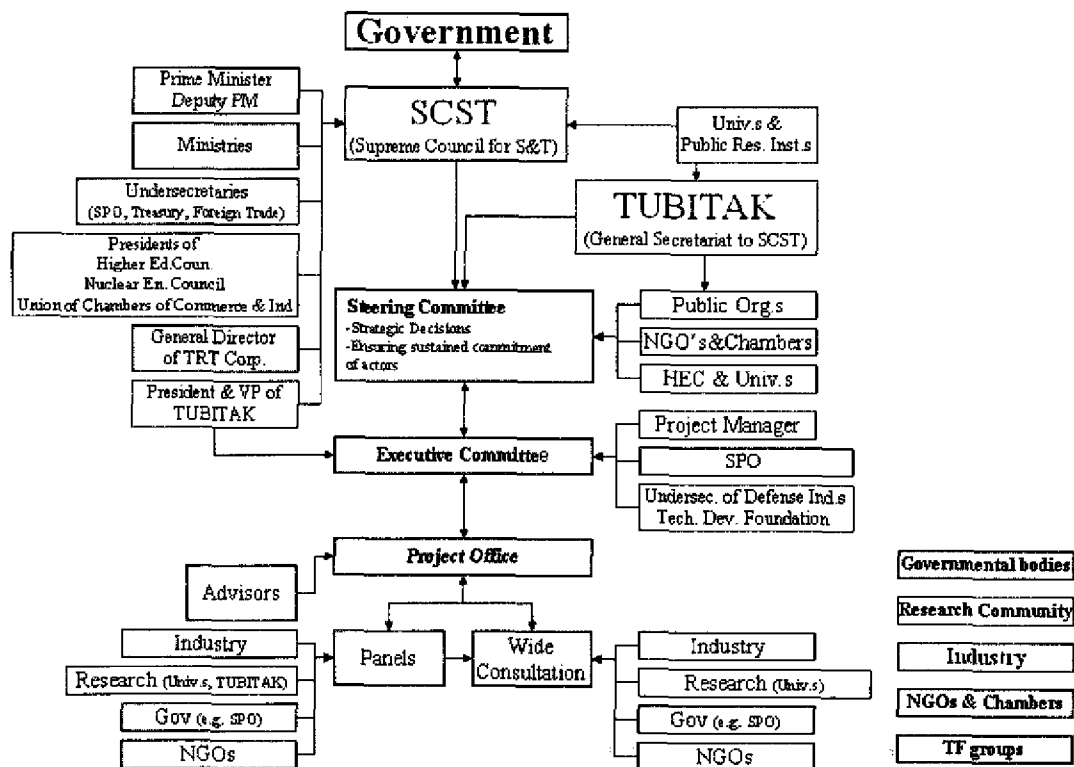 Government
SCST
(Supreme Council for S&T)
Prime Minister
Deputy PM
Ministries
Undersecretaries
(SPO, Treasury, Foreign Trade)
Presidents of
Higher Ed.Coun.
Nuclear En. Council
Union of Chambers of Commerce & Ind
General Director
of TRT Corp.
President & VP of
TUBITAK
Univ.s &
Public Res. Inst.s
TUBITAK
(General Secretariat to SCST)
Steering Committee
-Strategic Decisions
-Ensuring sustained commitment
of actors
Public Org.s
NGO's&Chambers
HEC & Univ.s
Executive Committee
Project Manager
SPO
Undersec. of Defense Ind.s
Tech. Dev. Foundation
Project Office
Advisors
Panels
Wide
Consultation
Industry
Research (Univ.s, TUBITAK)
Gov (e.g. SPO)
NGOs
Industry
Research (Univ.s)
Gov (e.g. SPO)
NGOs
Governmental bodies
Research Community
Industry
NGOs & Chambers
TF groups